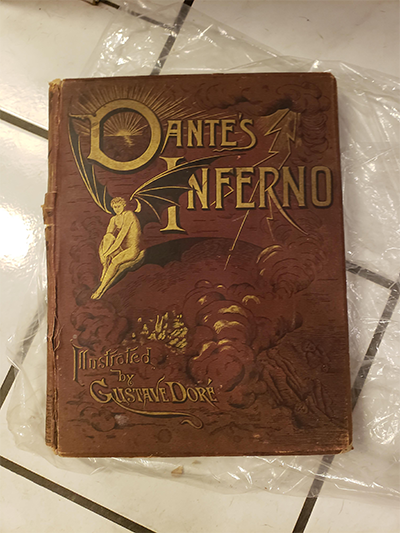 DANTE'S
INFERNO
Illustrated
by
GUSTAVE DORÉ